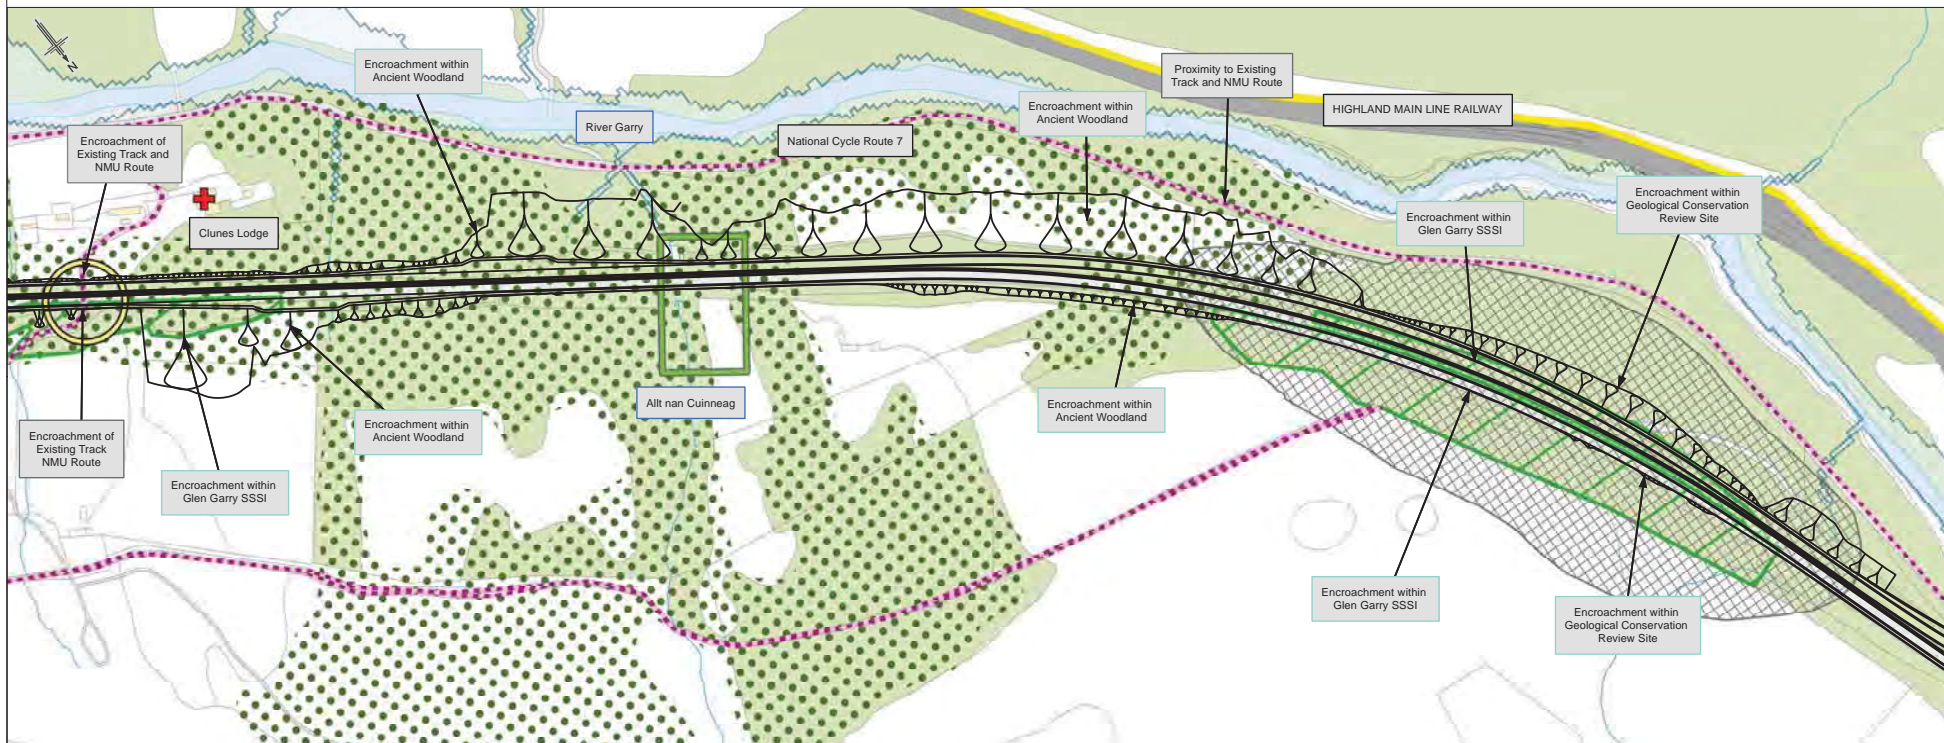 N
Encroachment within
Ancient Woodland
River Garry
Encroachment of
Existing Track and
NMU Route
Clunes Lodge
National Cycle Route 7
Encroachment within
Ancient Woodland
Proximity to Existing
Track and NMU Route
HIGHLAND MAIN LINE RAILWAY
Encroachment within
Glen Garry SSSI
Encroachment within
Geological Conservation
Review Site
Encroachment of
Existing Track
NMU Route
Encroachment within
Glen Garry SSSI
Encroachment within
Ancient Woodland
Allt nan Cuinneag
Encroachment within
Ancient Woodland
Encroachment within
Glen Garry SSSI
Encroachment within
Geological Conservation
Review Site